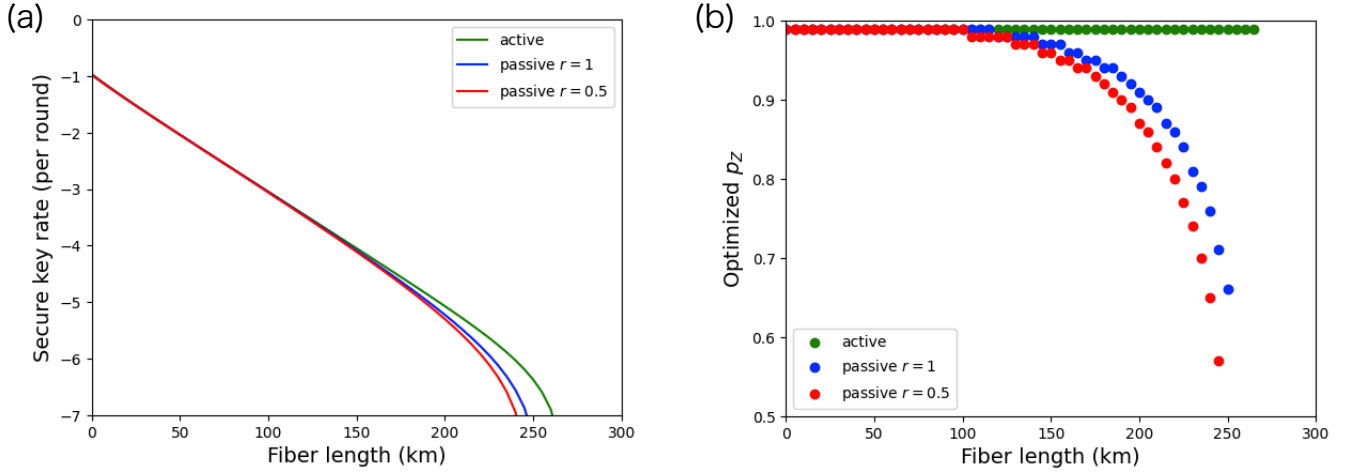 (a)
Secure key rate (per round)
0
−1
−2
−3
−4
−5
−6
−7
active
passive r = 1
passive r = 0.5
0 50 100 150 200 250 300
Fiber length (km)
(b)
Optimized pZ
1.0
0.9
0.8
0.7
0.6
0.5
active
passive r = 1
passive r = 0.5
0 50 100 150 200 250 300
Fiber length (km)